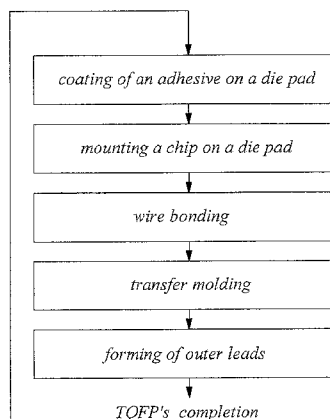 coating of an adhesive on a die pad
mounting a chip on a die pad
wire bonding
transfer molding
forming of outer leads
TQFP's completion